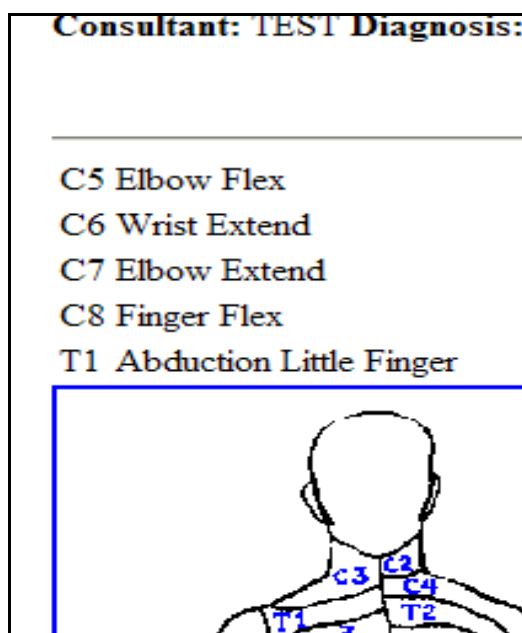 Consultant: TEST Diagnosis:
C5 Elbow Flex
C6 Wrist Extend
C7 Elbow Extend
C8 Finger Flex
T1 Abduction Little Finger
C3 C2
C4
T1 T2